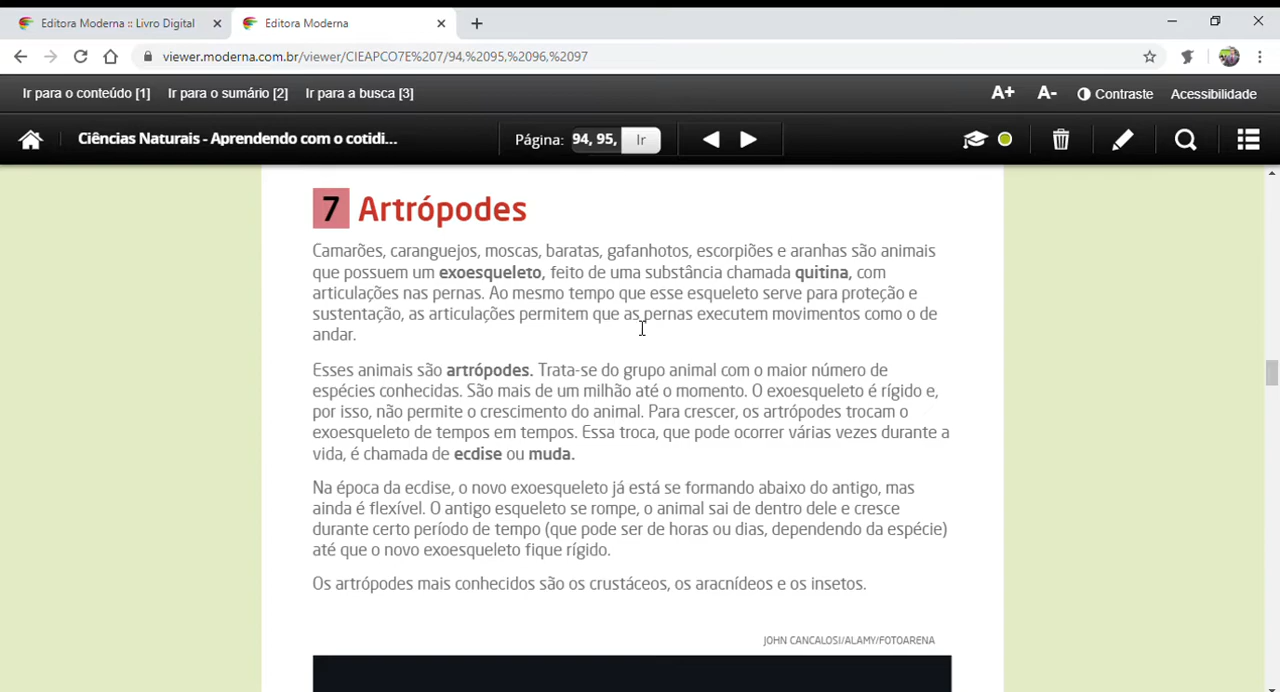 Editora Moderna :: Livro Digital
Editora Moderna
viewer.moderna.com.br/viewer/CIEAPCO7E%207/94,%2095,%2096,%2097
Ir para o conteúdo [1] Ir para o sumário [2] Ir para a busca [3] A+ A- Contraste Acessibilidade
Ciências Naturais - Aprendendo com o cotidi... Página: 94, 95, Ir
7 Artrópodes
Camarões, caranguejos, moscas, baratas, gafanhotos, escorpiões e aranhas são animais
que possuem um exoesqueleto, feito de uma substância chamada quitina, com
articulações nas pernas. Ao mesmo tempo que esse esqueleto serve para proteção e
sustentação, as articulações permitem que as pernas executem movimentos como o de
andar.
Esses animais são artrópodes. Trata-se do grupo animal com o maior número de
espécies conhecidas. São mais de um milhão até o momento. O exoesqueleto é rígido e,
por isso, não permite o crescimento do animal. Para crescer, os artrópodes trocam o
exoesqueleto de tempos em tempos. Essa troca, que pode ocorrer várias vezes durante a
vida, é chamada de ecdise ou muda.
Na época da ecdise, o novo exoesqueleto já está se formando abaixo do antigo, mas
ainda é flexível. O antigo esqueleto se rompe, o animal sai de dentro dele e cresce
durante certo período de tempo (que pode ser de horas ou dias, dependendo da espécie)
até que o novo exoesqueleto fique rígido.
Os artrópodes mais conhecidos são os crustáceos, os aracnídeos e os insetos.
JOHN CANCALOSI/ALAMY/FOTOARENA